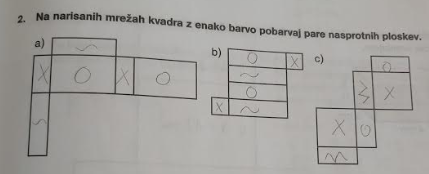 2. Na narisanih mrežah kvadra z enako barvo pobarvaj pare nasprotnih ploskev.
a) b) c)
X O X O
O X
X
O
O
X
X
X O